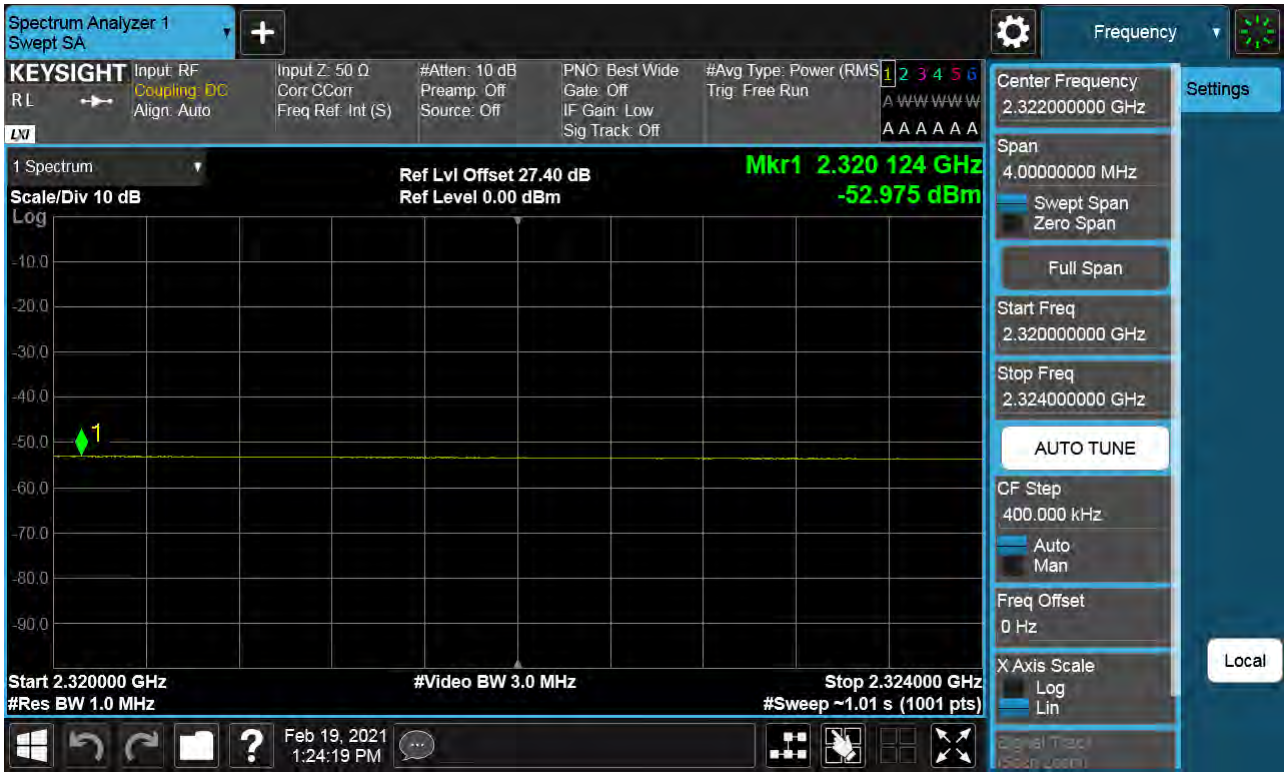 Spectrum Analyzer 1
Swept SA
+
Frequency
KEYSIGHT
R L
LXI
Input: RF
Coupling: DC
Align: Auto
Input Z: 50 Ω
Corr CCorr
Freq Ref: Int (S)
#Atten: 10 dB
Preamp: Off
Source: Off
PNO: Best Wide
Gate: Off
IF Gain: Low
Sig Track: Off
#Avg Type: Power (RMS
Trig: Free Run
1 2 3 4 5 6
A W W W W W
A A A A A A
1 Spectrum
Scale/Div 10 dB
Log
Ref Lvl Offset 27.40 dB
Ref Level 0.00 dBm
Mkr1 2.320 124 GHz
-52.975 dBm
-10.0
-20.0
-30.0
-40.0
-50.0
1
-60.0
-70.0
-80.0
-90.0
Start 2.320000 GHz
#Res BW 1.0 MHz
#Video BW 3.0 MHz
Stop 2.324000 GHz
#Sweep ~1.01 s (1001 pts)
Center Frequency
2.322000000 GHz
Settings
Span
4.00000000 MHz
Swept Span
Zero Span
Full Span
Start Freq
2.320000000 GHz
Stop Freq
2.324000000 GHz
AUTO TUNE
CF Step
400.000 kHz
Auto
Man
Freq Offset
0 Hz
X Axis Scale
Log
Lin
Signal Track
(Span Zoom)
Local
?
Feb 19, 2021
1:24:19 PM